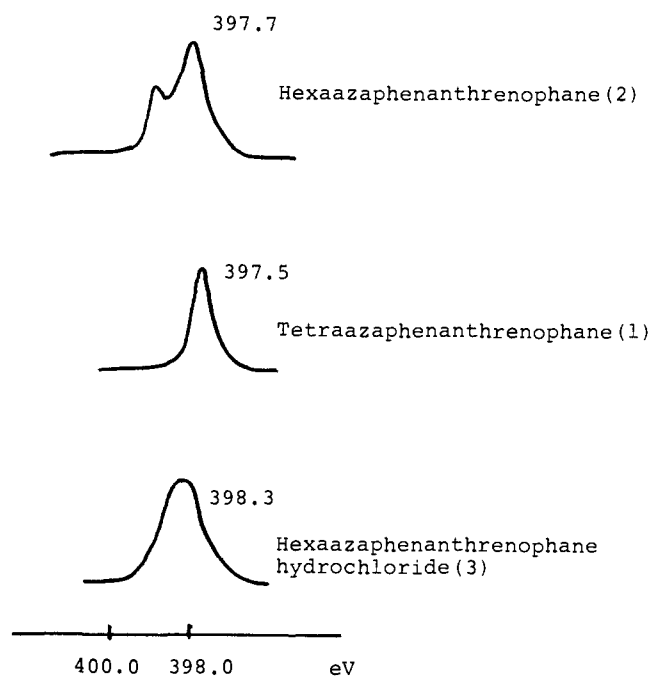 397.7
Hexaazaphenanthrenophane(2)
397.5
Tetraazaphenanthrenophane(1)
398.3
Hexaazaphenanthrenophane
hydrochloride(3)
400.0 398.0 eV